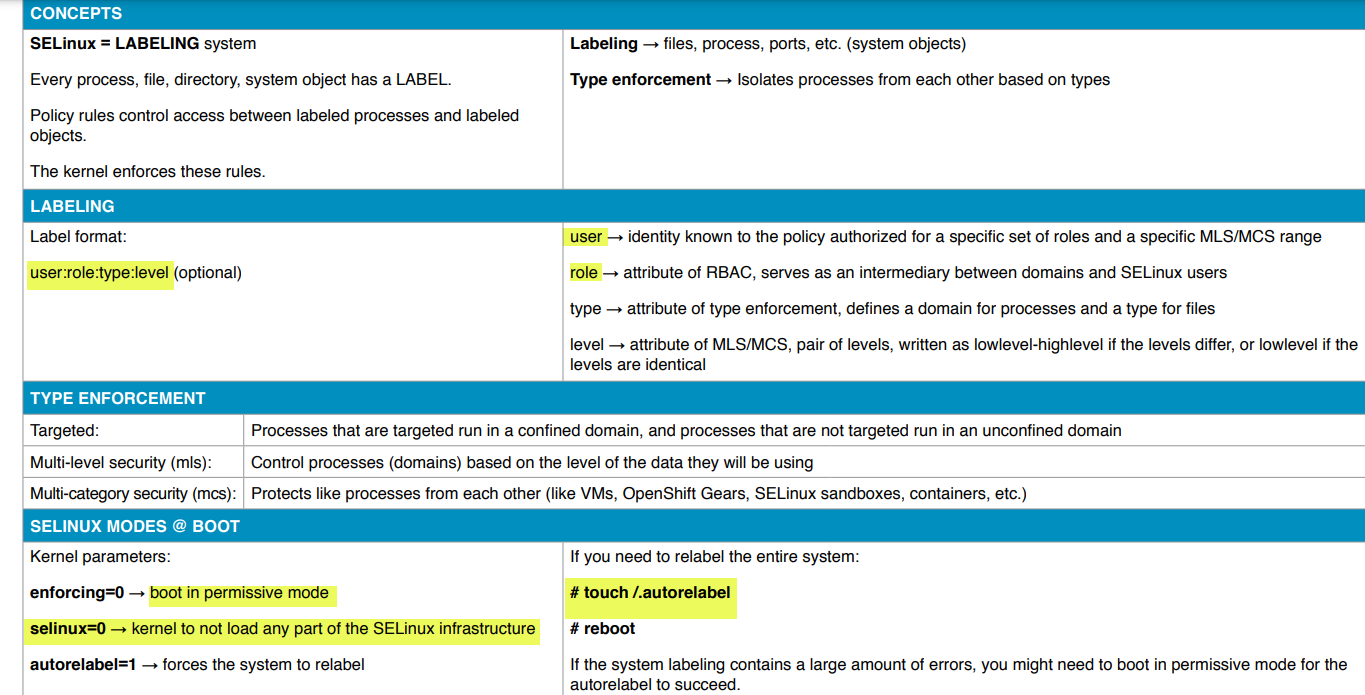 CONCEPTS
SELinux = LABELING system
Every process, file, directory, system object has a LABEL.
Policy rules control access between labeled processes and labeled
objects.
The kernel enforces these rules.
Labeling → files, process, ports, etc. (system objects)
Type enforcement → Isolates processes from each other based on types
LABELING
Label format:
user:role:type:level (optional)
user → identity known to the policy authorized for a specific set of roles and a specific MLS/MCS range
role → attribute of RBAC, serves as an intermediary between domains and SELinux users
type → attribute of type enforcement, defines a domain for processes and a type for files
level → attribute of MLS/MCS, pair of levels, written as lowlevel-highlevel if the levels differ, or lowlevel if the
levels are identical
TYPE ENFORCEMENT
Targeted: Processes that are targeted run in a confined domain, and processes that are not targeted run in an unconfined domain
Multi-level security (mls): Control processes (domains) based on the level of the data they will be using
Multi-category security (mcs): Protects like processes from each other (like VMs, OpenShift Gears, SELinux sandboxes, containers, etc.)
SELINUX MODES @ BOOT
Kernel parameters:
enforcing=0 → boot in permissive mode
selinux=0 → kernel to not load any part of the SELinux infrastructure
autorelabel=1 → forces the system to relabel
If you need to relabel the entire system:
# touch /.autorelabel
# reboot
If the system labeling contains a large amount of errors, you might need to boot in permissive mode for the
autorelabel to succeed.